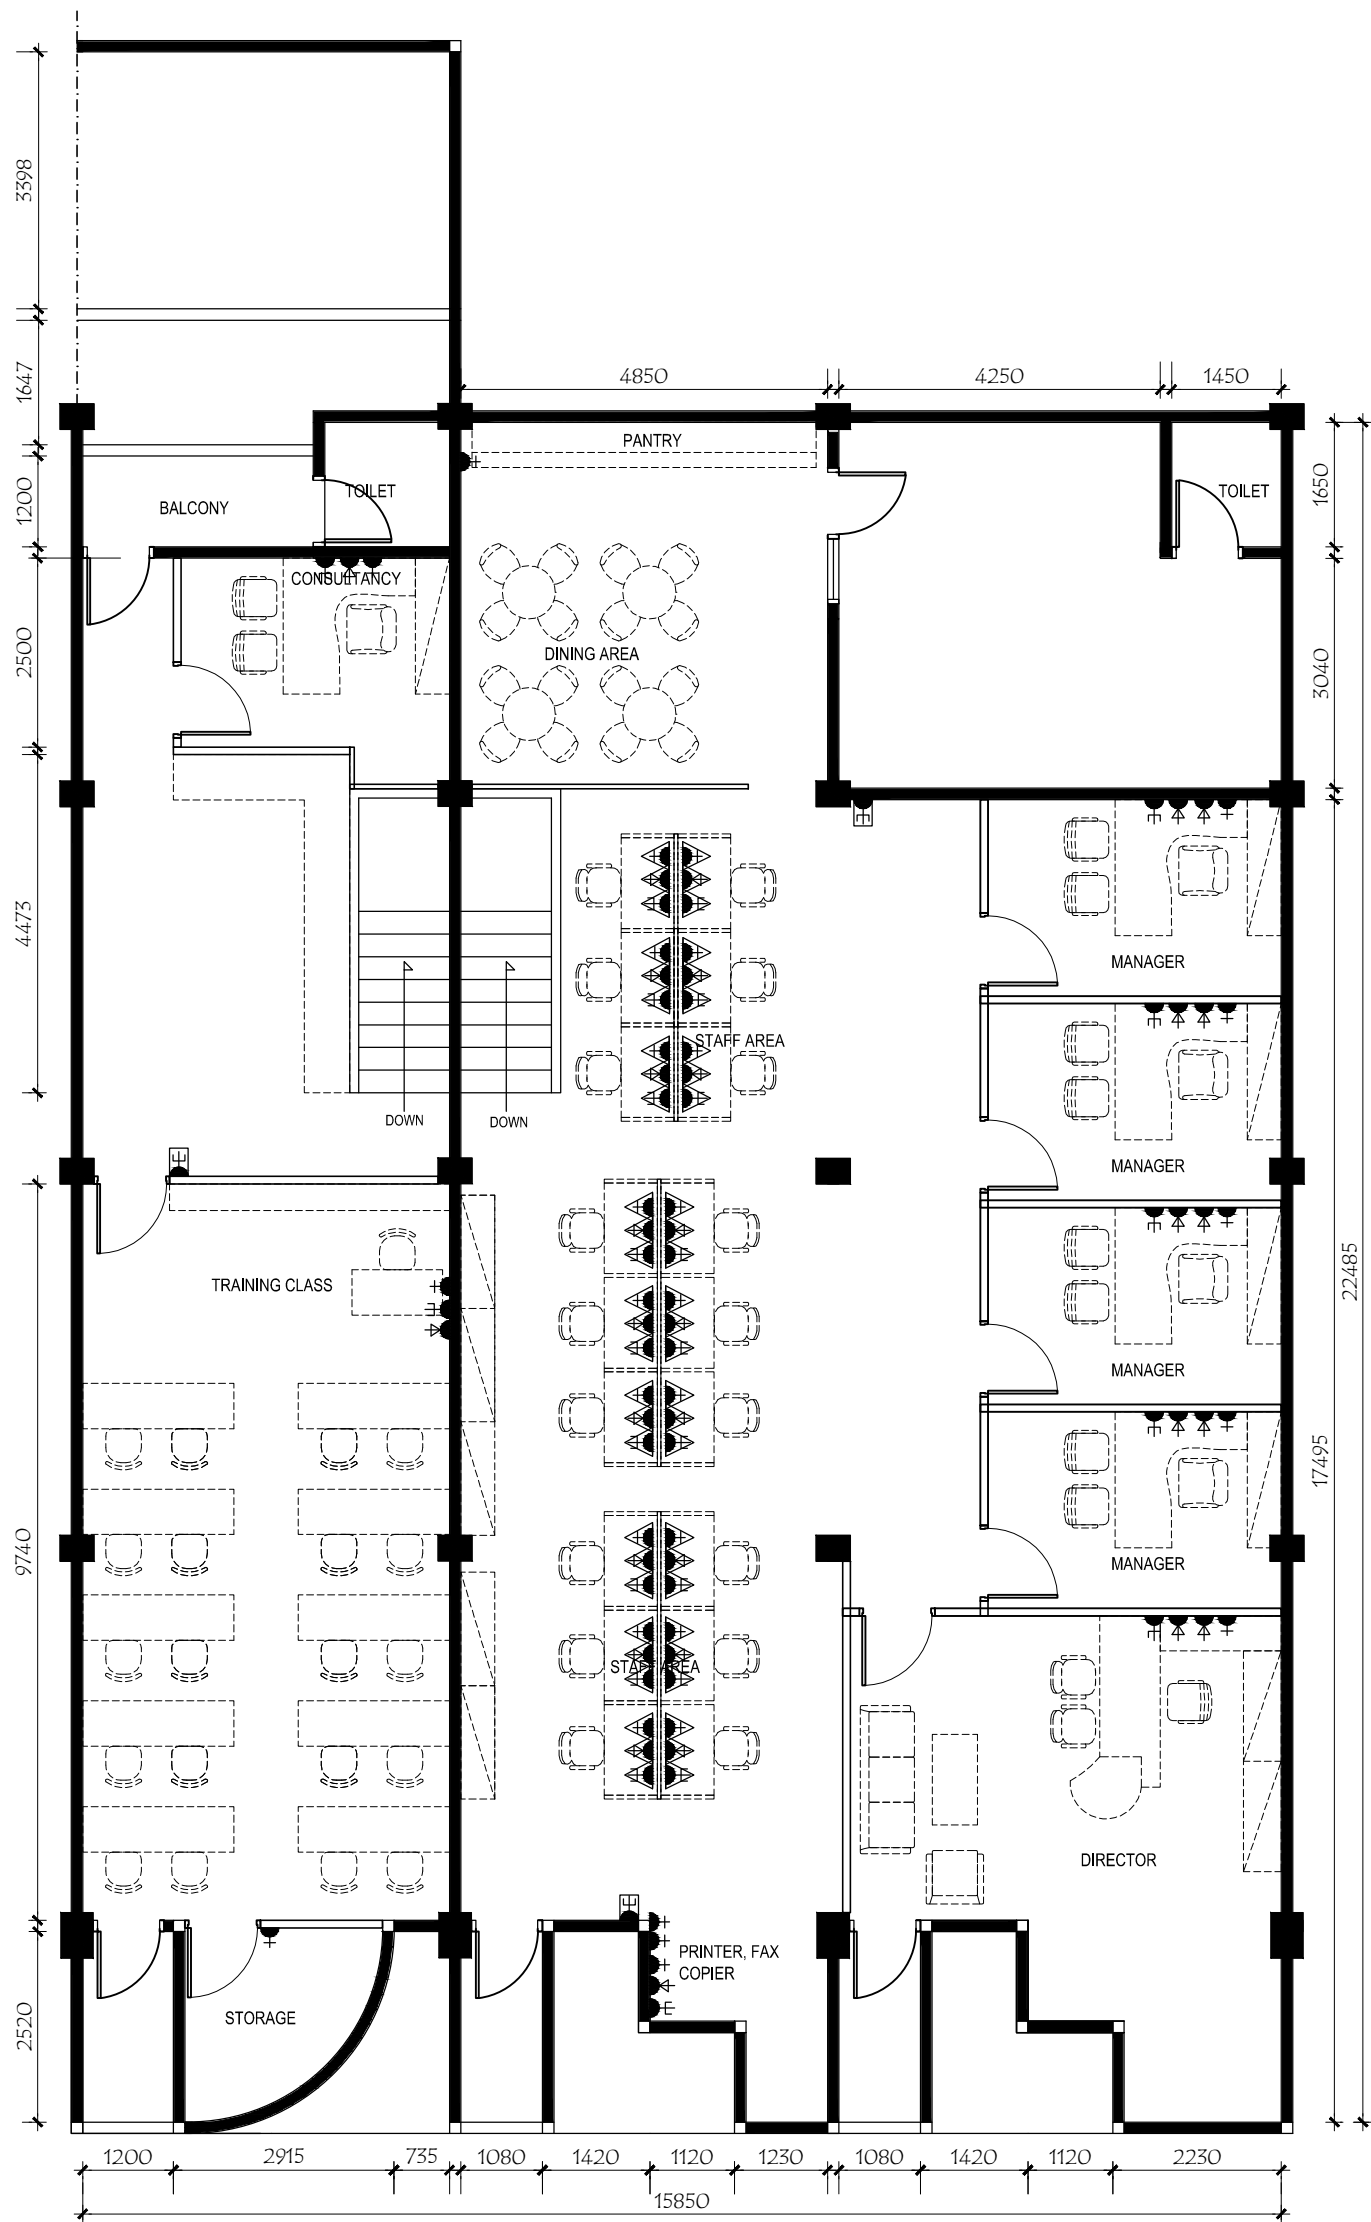 3398
1647
4850
4250
1450
PANTRY
1200
BALCONY
TOILET
TOILET
1650
CONSULTANCY
2500
DINING AREA
3040
4473
MANAGER
STAFF AREA
DOWN
DOWN
MANAGER
TRAINING CLASS
22485
MANAGER
17495
9740
MANAGER
STAFF AREA
DIRECTOR
PRINTER, FAX
COPIER
STORAGE
2520
1200
2915
735
1080
1420
1120
1230
1080
1420
1120
2230
15850